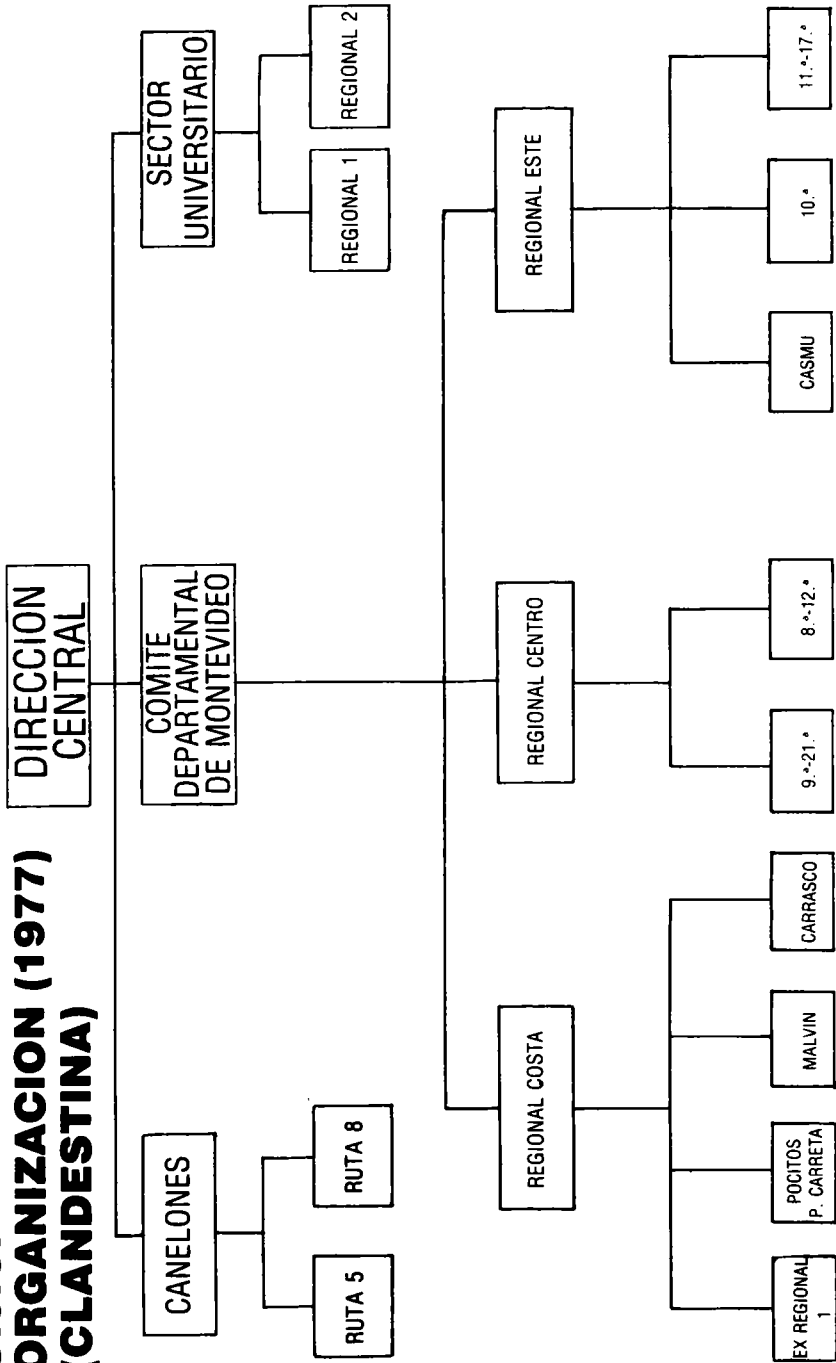 ORGANIZACION (1977)
(CLANDESTINA)
DIRECCION
CENTRAL
CANELONES
COMITE
DEPARTAMENTAL
DE MONTEVIDEO
SECTOR
UNIVERSITARIO
RUTA 5
RUTA 8
REGIONAL 1
REGIONAL 2
REGIONAL COSTA
REGIONAL CENTRO
REGIONAL ESTE
EX REGIONAL
1
POCITOS
P. CARRETA
MALVIN
CARRASCO
9.ª-21.ª
8.ª-12.ª
CASMU
10.ª
11.ª-17.ª